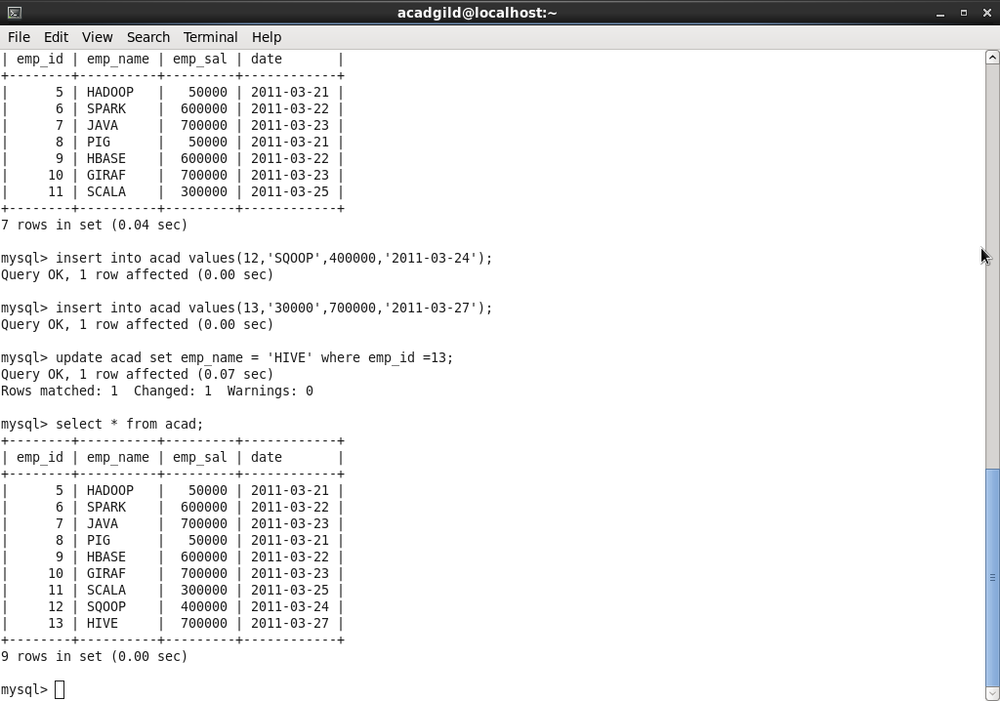 acadgild@localhost:~
File Edit View Search Terminal Help
| emp_id | emp_name | emp_sal | date       |
+--------+----------+---------+------------+
|      5 | HADOOP   |   50000 | 2011-03-21 |
|      6 | SPARK    |  600000 | 2011-03-22 |
|      7 | JAVA     |  700000 | 2011-03-23 |
|      8 | PIG      |   50000 | 2011-03-21 |
|      9 | HBASE    |  600000 | 2011-03-22 |
|     10 | GIRAF    |  700000 | 2011-03-23 |
|     11 | SCALA    |  300000 | 2011-03-25 |
+--------+----------+---------+------------+
7 rows in set (0.04 sec)

mysql> insert into acad values(12,'SQOOP',400000,'2011-03-24');
Query OK, 1 row affected (0.00 sec)

mysql> insert into acad values(13,'30000',700000,'2011-03-27');
Query OK, 1 row affected (0.00 sec)

mysql> update acad set emp_name = 'HIVE' where emp_id =13;
Query OK, 1 row affected (0.07 sec)
Rows matched: 1  Changed: 1  Warnings: 0

mysql> select * from acad;
+--------+----------+---------+------------+
| emp_id | emp_name | emp_sal | date       |
+--------+----------+---------+------------+
|      5 | HADOOP   |   50000 | 2011-03-21 |
|      6 | SPARK    |  600000 | 2011-03-22 |
|      7 | JAVA     |  700000 | 2011-03-23 |
|      8 | PIG      |   50000 | 2011-03-21 |
|      9 | HBASE    |  600000 | 2011-03-22 |
|     10 | GIRAF    |  700000 | 2011-03-23 |
|     11 | SCALA    |  300000 | 2011-03-25 |
|     12 | SQOOP    |  400000 | 2011-03-24 |
|     13 | HIVE     |  700000 | 2011-03-27 |
+--------+----------+---------+------------+
9 rows in set (0.00 sec)

mysql>